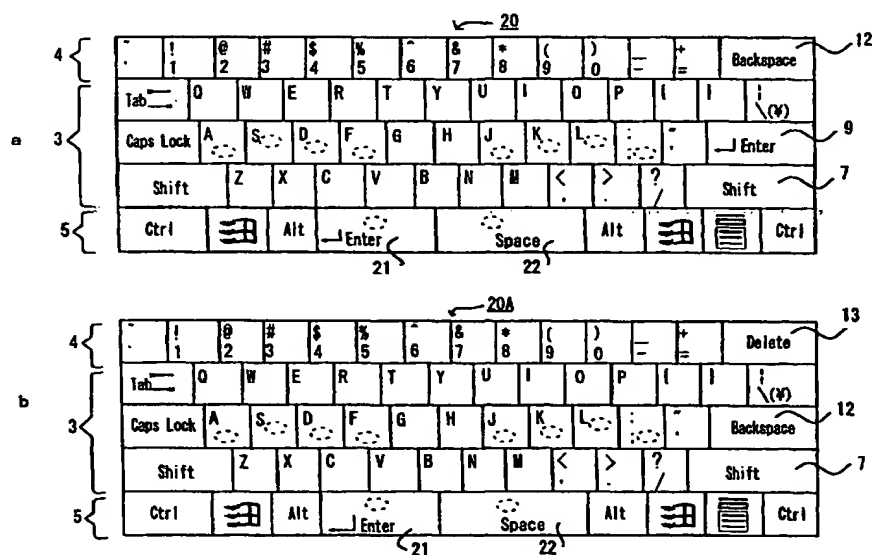 20
~ ! @ # $ % ^ & * ( ) — +
4 ` 1 2 3 4 5 6 7 8 9 0 - = Backspace 12
Tab Q W E R T Y U I O P { } | \(¥)
a 3 Caps Lock A S D F G H J K L : ; " ' Enter 9
Shift Z X C V B N M < , > . ? / Shift 7
5 Ctrl Alt Enter Space Alt Ctrl
21 22
20A
~ ! @ # $ % ^ & * ( ) — + 13
4 ` 1 2 3 4 5 6 7 8 9 0 - = Delete
Tab Q W E R T Y U I O P { } | \(¥)
b 3 Caps Lock A S D F G H J K L : ; " ' Backspace 12
Shift Z X C V B N M < , > . ? / Shift 7
5 Ctrl Alt Enter Space Alt Ctrl
21 22